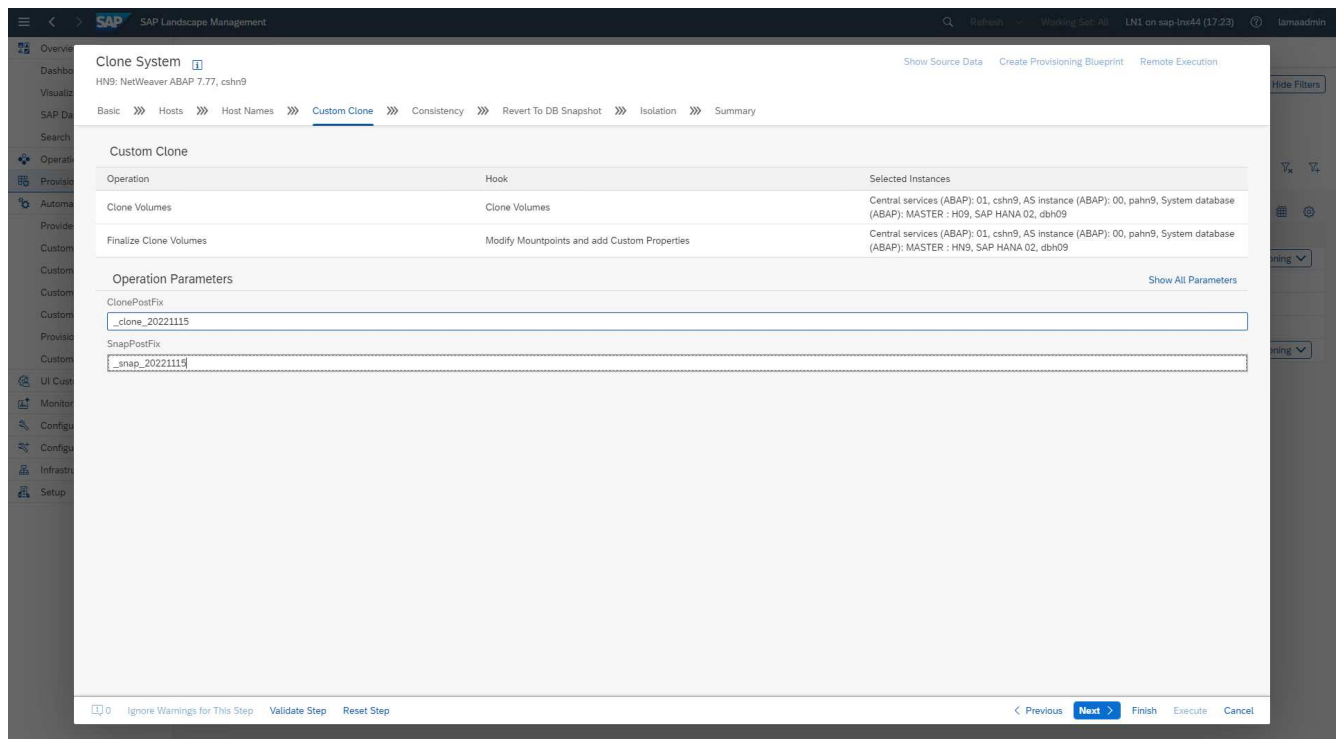 SAP SAP Landscape Management Refresh Working Set: All LN1 on sap-lnx44 (17:23) lamaadmin
Clone System
Show Source Data Create Provisioning Blueprint Remote Execution
HN9: NetWeaver ABAP 7.77, cshn9
Hide Filters
Basic Hosts Host Names Custom Clone Consistency Revert To DB Snapshot Isolation Summary
Overvie
Dashbo
Visualiz
SAP Da
Search
Operati
Provisio
Automa
Provide
Custom
Custom
Custom
Custom
Provisio
Custom
UI Cust
Monitor
Configu
Configu
Infrastru
Setup
Custom Clone
Operation Hook Selected Instances
Clone Volumes Clone Volumes Central services (ABAP): 01, cshn9, AS instance (ABAP): 00, pahn9, System database
(ABAP): MASTER : H09, SAP HANA 02, dbh09
Finalize Clone Volumes Modify Mountpoints and add Custom Properties Central services (ABAP): 01, cshn9, AS instance (ABAP): 00, pahn9, System database
(ABAP): MASTER : HN9, SAP HANA 02, dbh09
oning
Operation Parameters Show All Parameters
ClonePostFix
_clone_20221115
SnapPostFix
_snap_20221115
oning
0 Ignore Warnings for This Step Validate Step Reset Step
< Previous Next > Finish Execute Cancel